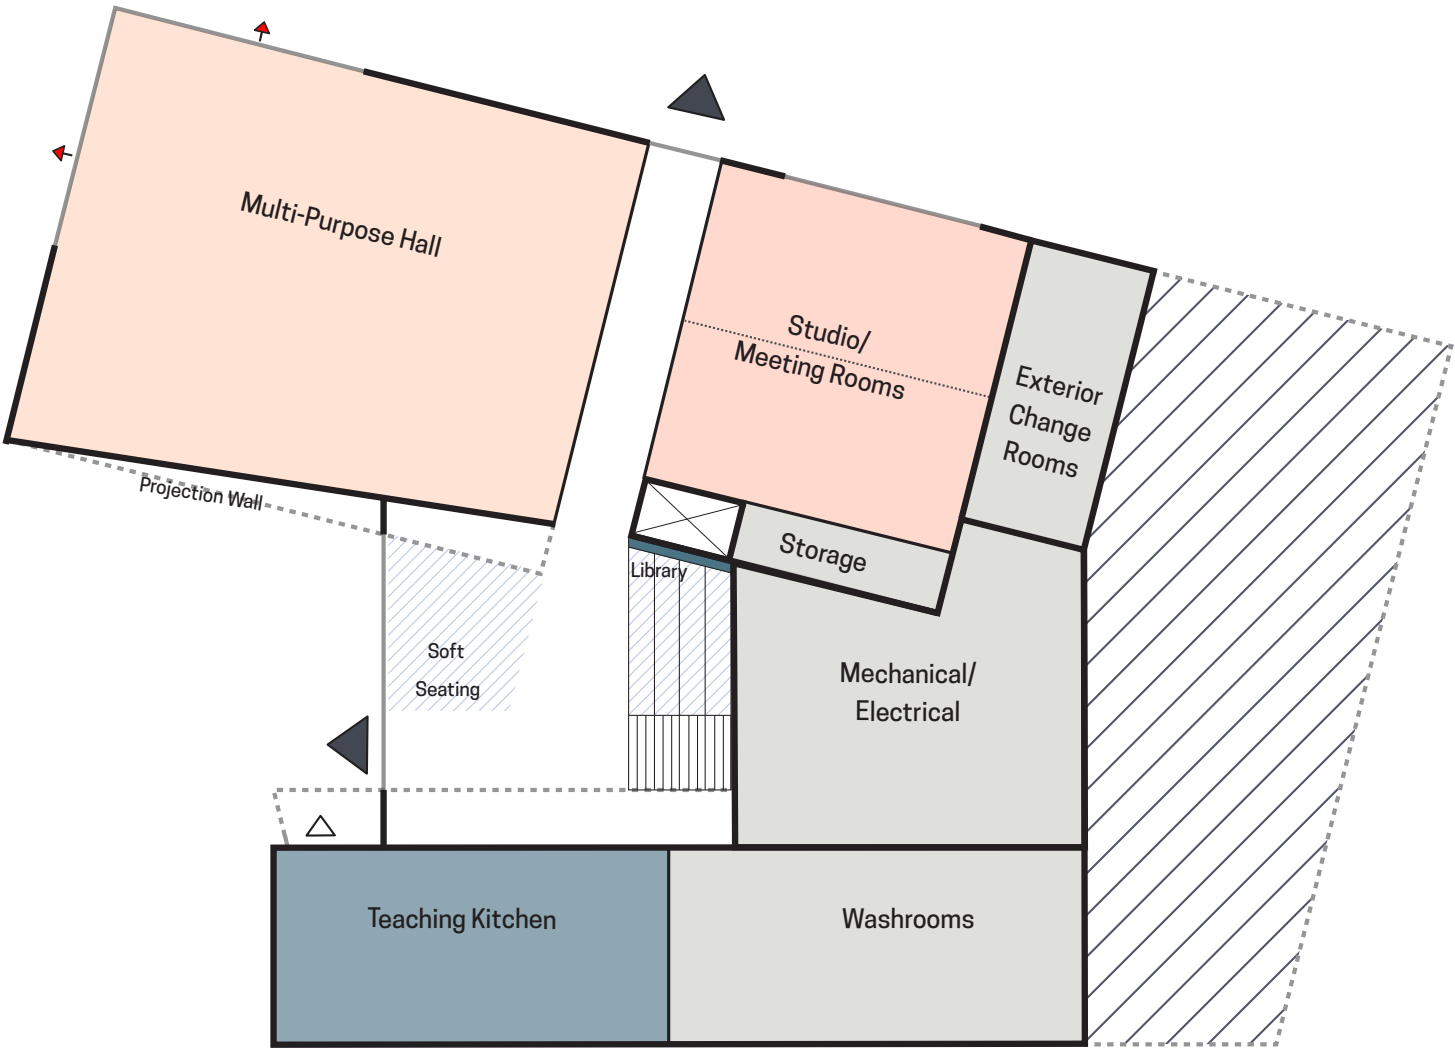 Multi-Purpose Hall
Studio/
Meeting Rooms
Exterior
Change
Rooms
Projection Wall
Storage
Library
Soft
Seating
Mechanical/
Electrical
Teaching Kitchen
Washrooms